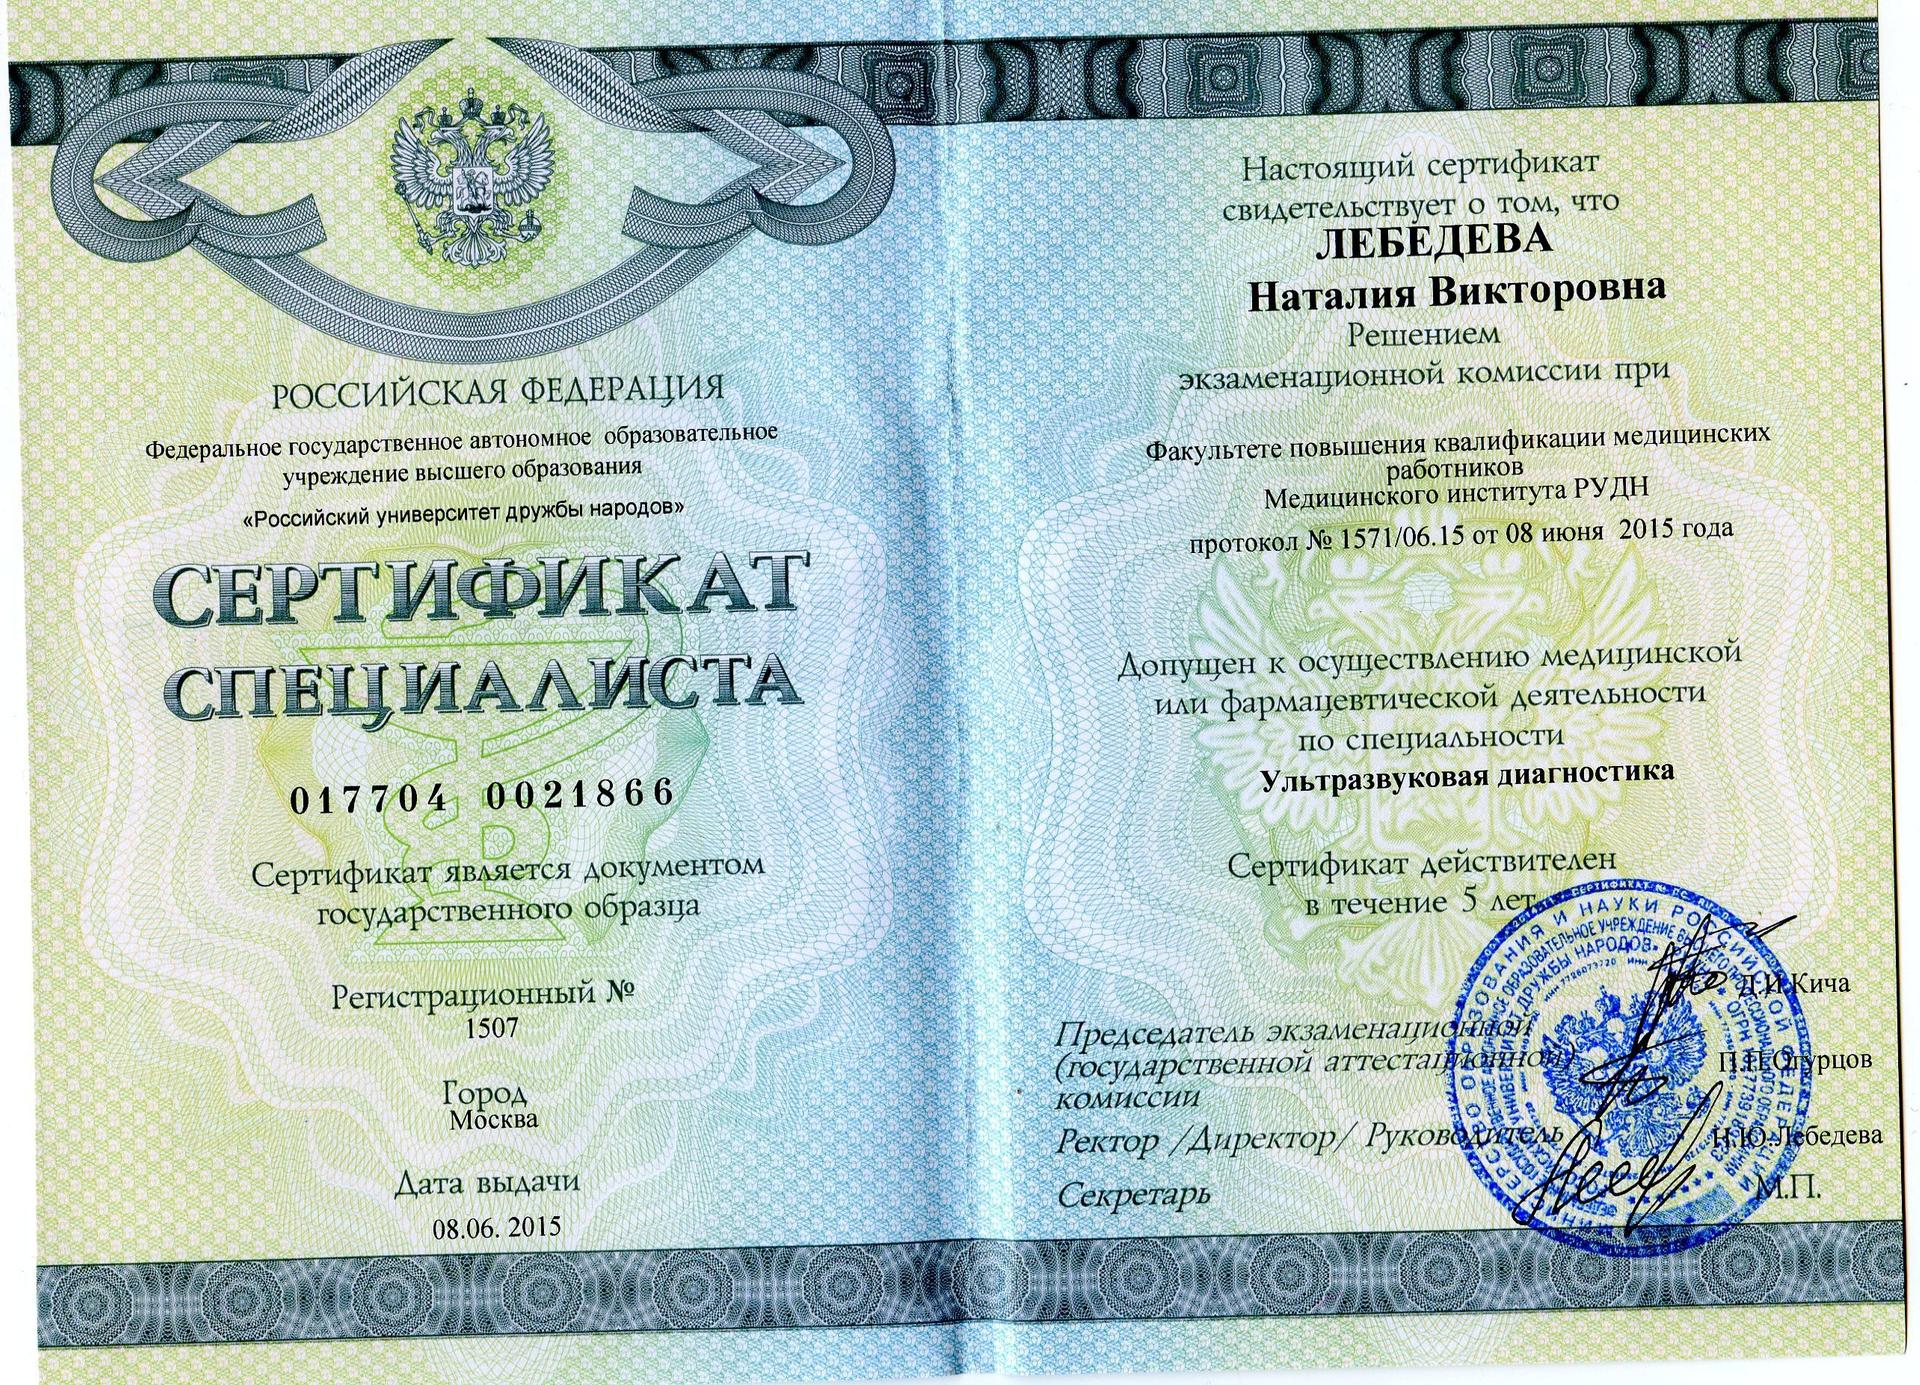 РОССИЙСКАЯ ФЕДЕРАЦИЯ
Федеральное государственное автономное образовательное
учреждение высшего образования
«Российский университет дружбы народов»
СЕРТИФИКАТ
СПЕЦИАЛИСТА
017704 0021866
Сертификат является документом
государственного образца
Регистрационный №
1507
Город
Москва
Дата выдачи
08.06. 2015
Настоящий сертификат
свидетельствует о том, что
ЛЕБЕДЕВА
Наталия Викторовна
Решением
экзаменационной комиссии при
Факультете повышения квалификации медицинских
работников
Медицинского института РУДН
протокол № 1571/06.15 от 08 июня 2015 года
Допущен к осуществлению медицинской
или фармацевтической деятельности
по специальности
Ультразвуковая диагностика
Сертификат действителен
в течение 5 лет
Д.И.Кича
Председатель экзаменационной
(государственной аттестационной)
комиссии
П.П.Огурцов
Ректор /Директор/ Руководитель
Н.Ю.Лебедева
Секретарь
М.П.